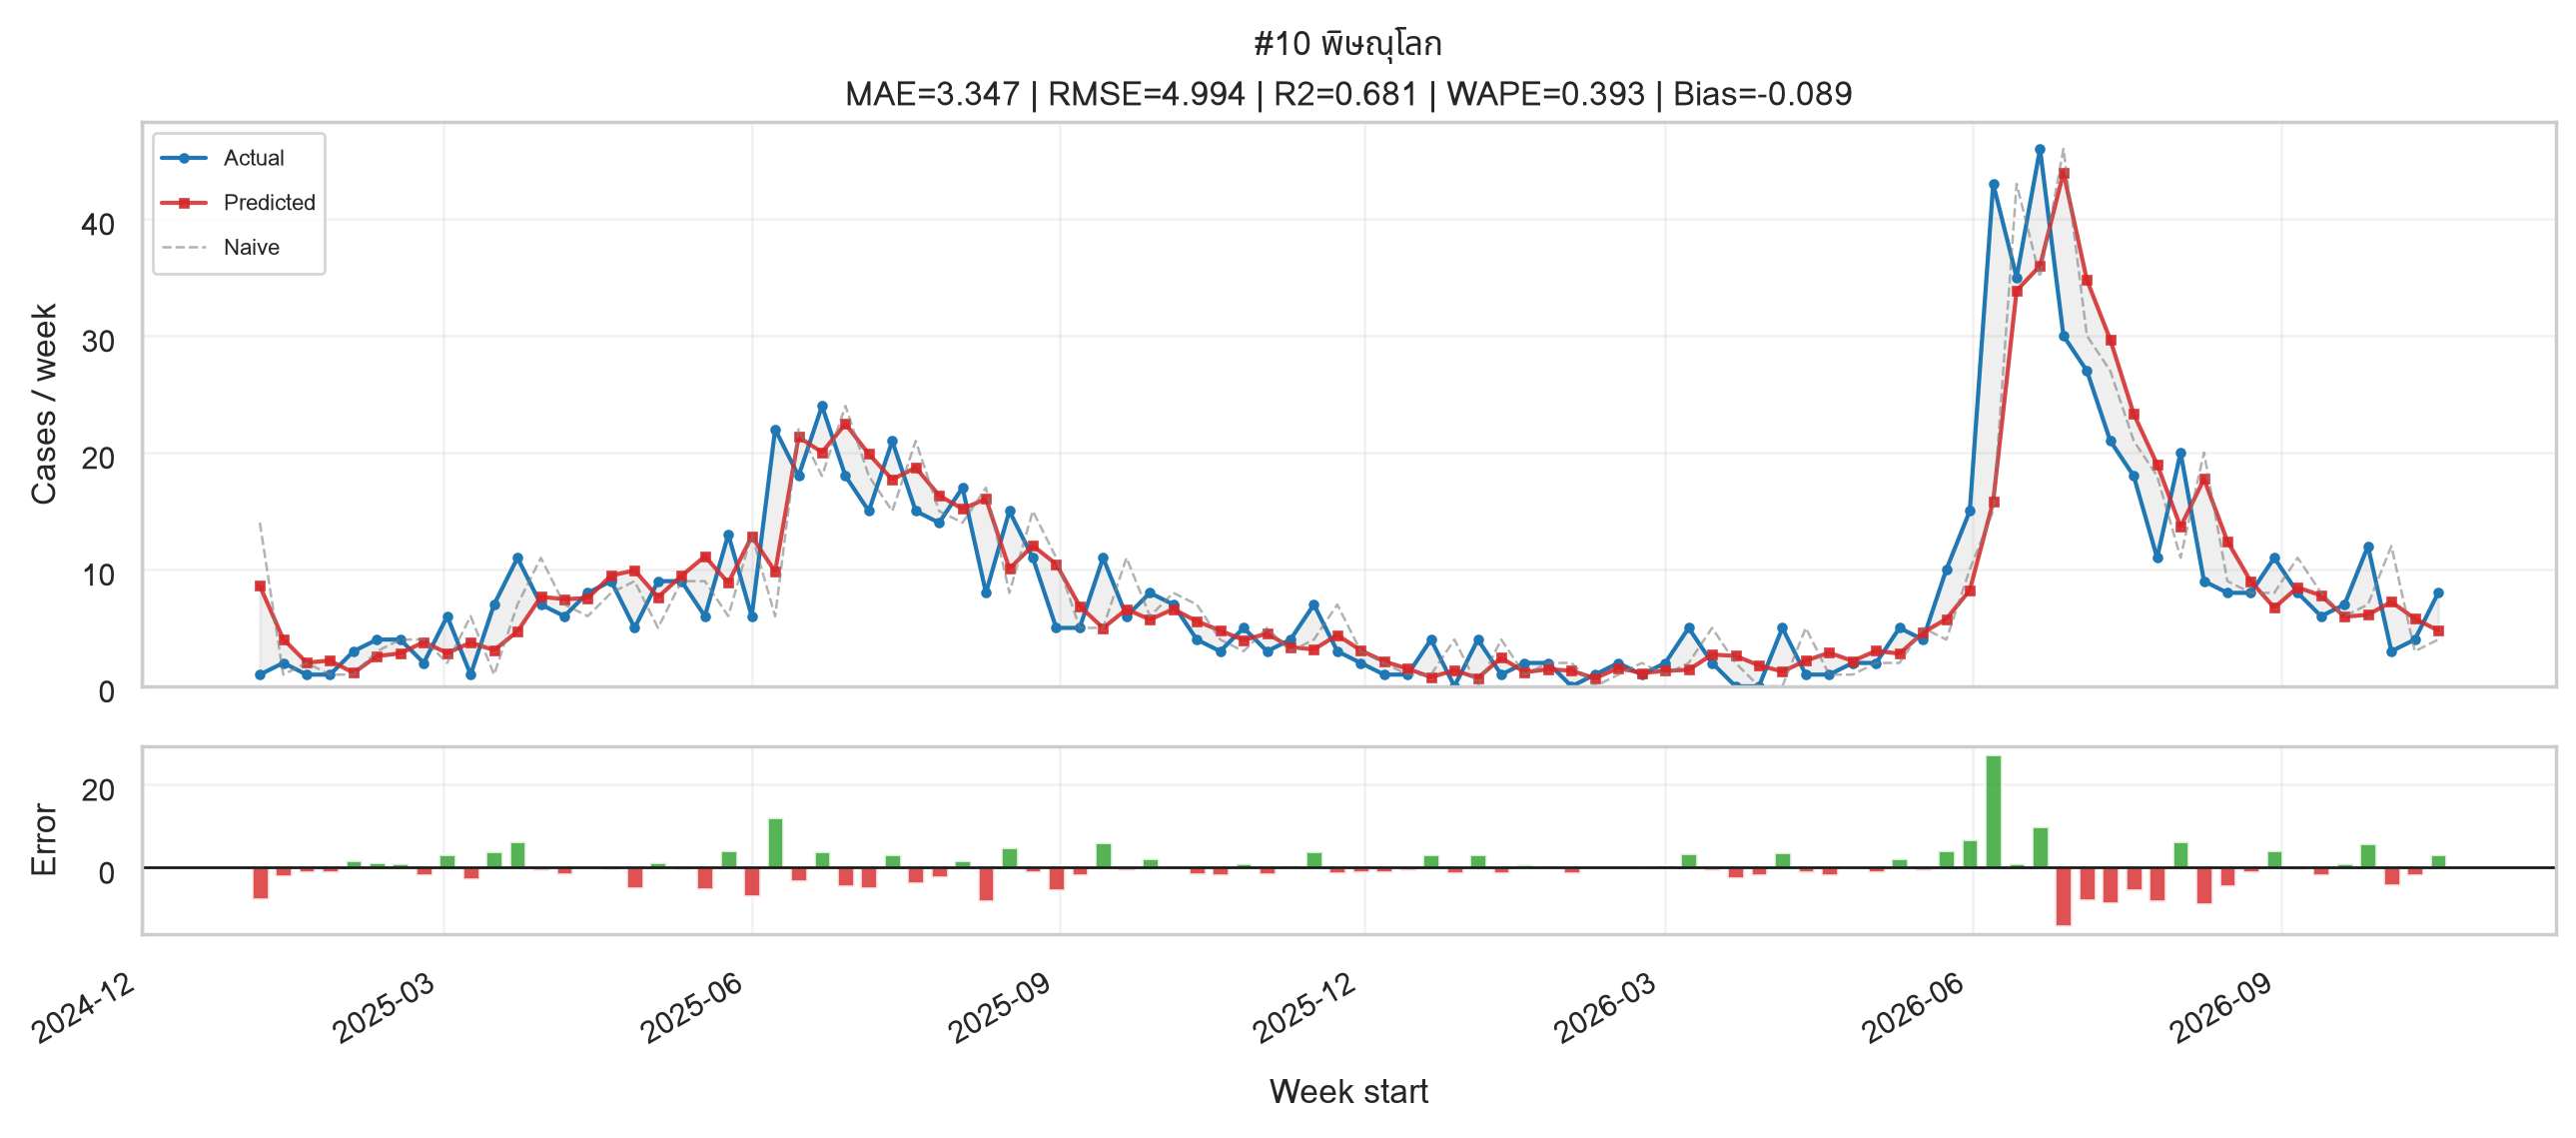 #10 พิษณุโลก
MAE=3.347 | RMSE=4.994 | R2=0.681 | WAPE=0.393 | Bias=-0.089
Actual
Predicted
Naive
Cases / week
40
30
20
10
0
Error
20
0
2024-12
2025-03
2025-06
2025-09
2025-12
2026-03
2026-06
2026-09
Week start